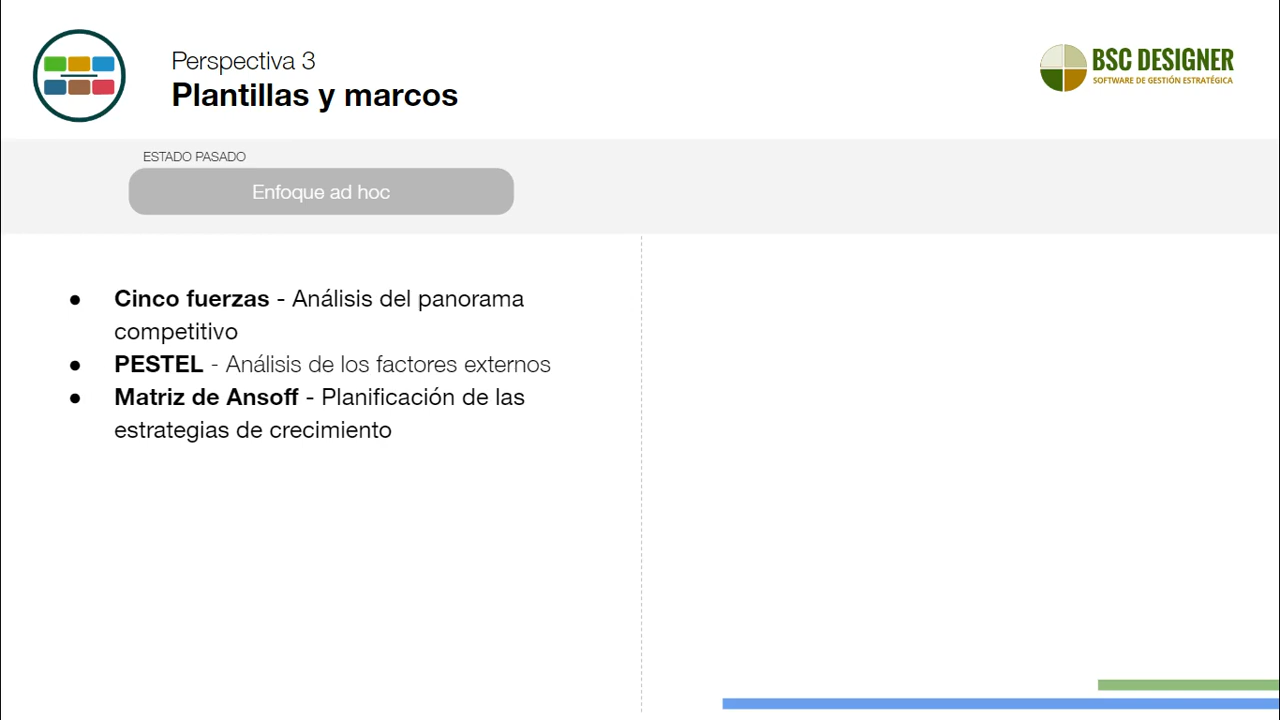 Perspectiva 3
Plantillas y marcos
BSC DESIGNER
SOFTWARE DE GESTIÓN ESTRATÉGICA
ESTADO PASADO
Enfoque ad hoc
● Cinco fuerzas - Análisis del panorama
competitivo
● PESTEL - Análisis de los factores externos
● Matriz de Ansoff - Planificación de las
estrategias de crecimiento